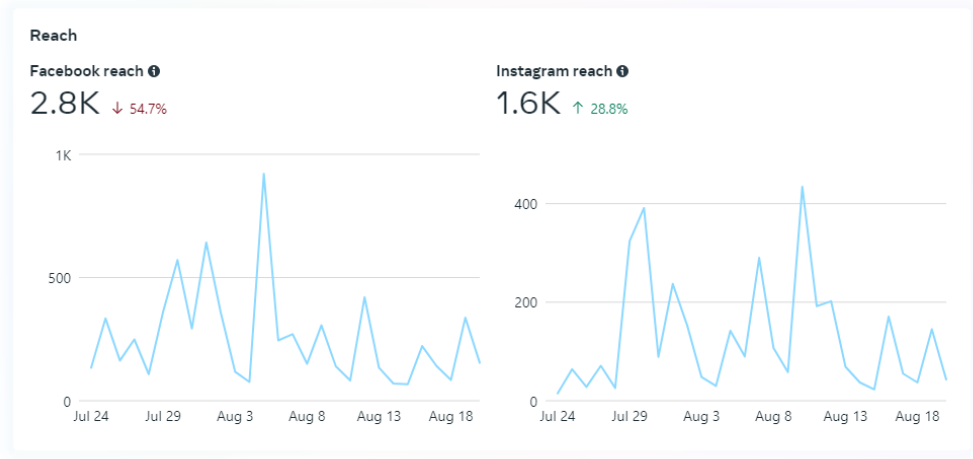 Reach
Facebook reach
2.8K ↓ 54.7%
1K
500
0
Jul 24 Jul 29 Aug 3 Aug 8 Aug 13 Aug 18
Instagram reach
1.6K ↑ 28.8%
400
200
0
Jul 24 Jul 29 Aug 3 Aug 8 Aug 13 Aug 18